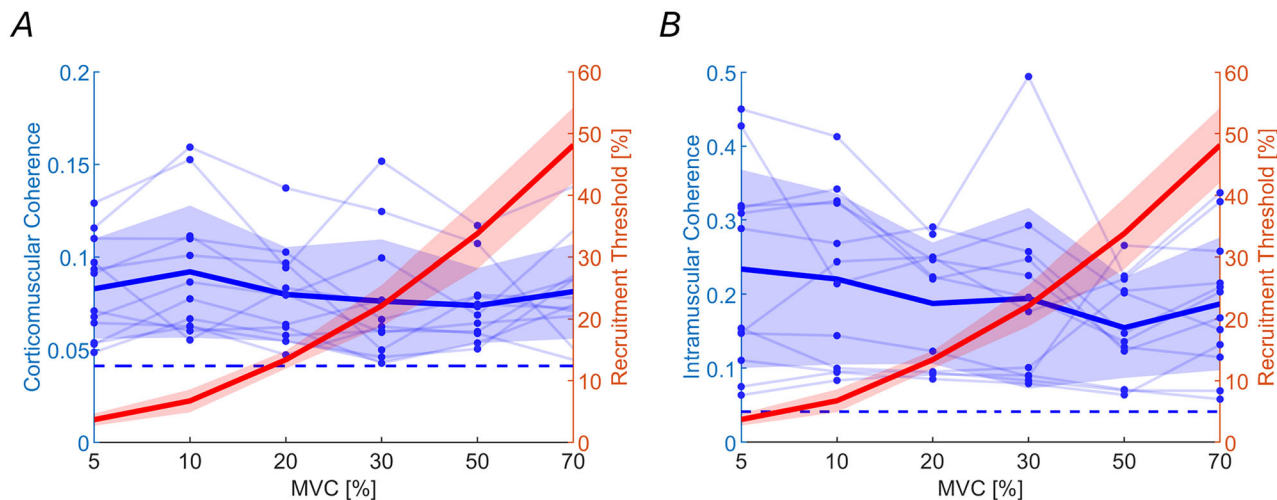 A
B
0.2
0.15
0.1
0.05
0
Corticomuscular Coherence
60
50
40
30
20
10
0
Recruitment Threshold [%]
5 10 20 30 50 70
MVC [%]
0.5
0.4
0.3
0.2
0.1
0
Intramuscular Coherence
60
50
40
30
20
10
0
Recruitment Threshold [%]
5 10 20 30 50 70
MVC [%]